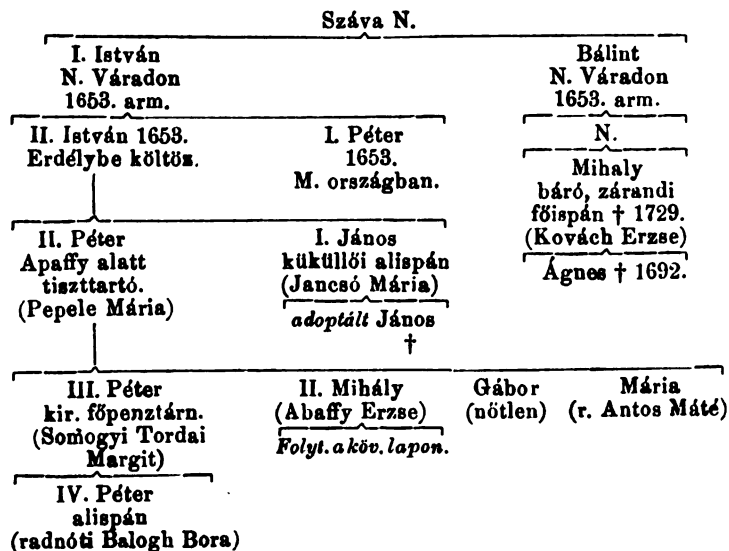 Száva N.
I. István
N. Váradon
1653. arm.
Bálint
N. Váradon
1653. arm.
II. István 1653.
Erdélybe költöz.
I. Péter
1653.
M. országban.
N.
Mihaly
báró, zárandi
főispán † 1729.
(Kovách Erzse)
Ágnes † 1692.
II. Péter
Apaffy alatt
tiszttartó.
(Pepele Mária)
I. János
küküllői alispán
(Jancsó Mária)
adoptált János
†
III. Péter
kir. főpenztárn.
(Somogyi Tordai
Margit)
II. Mihály
(Abaffy Erzse)
Folyt. a köv. lapon.
Gábor
(nötlen)
Mária
(r. Antos Máté)
IV. Péter
alispán
(radnóti Balogh Bora)